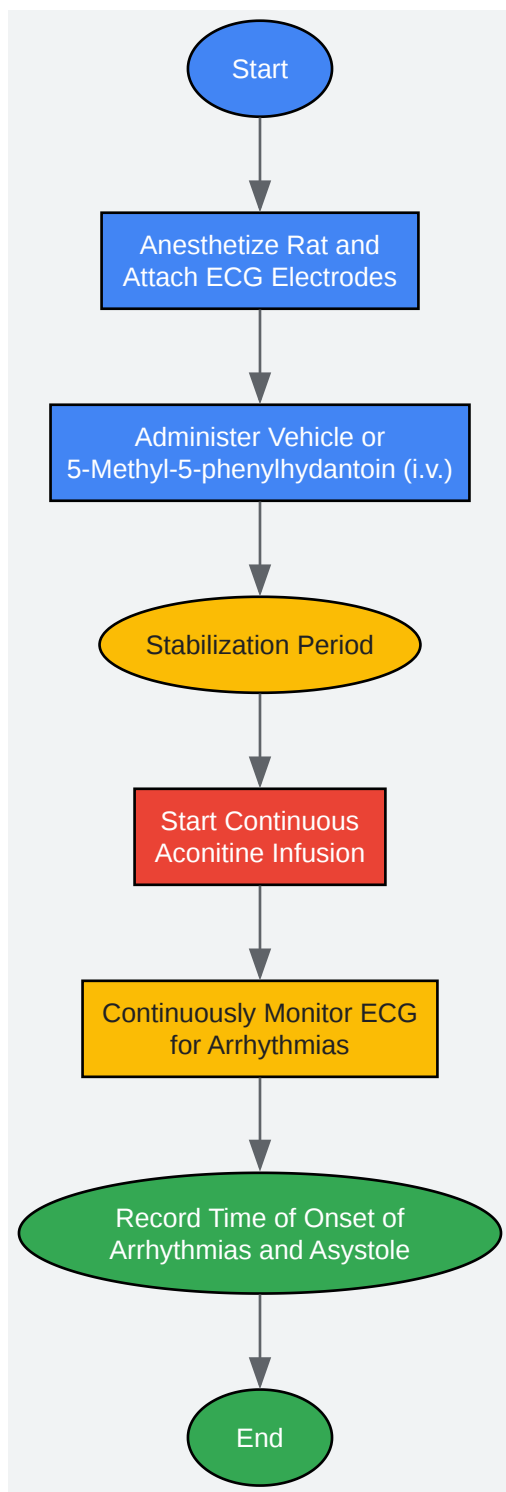 Start
Anesthetize Rat and
Attach ECG Electrodes
Administer Vehicle or
5-Methyl-5-phenylhydantoin (i.v.)
Stabilization Period
Start Continuous
Aconitine Infusion
Continuously Monitor ECG
for Arrhythmias
Record Time of Onset of
Arrhythmias and Asystole
End